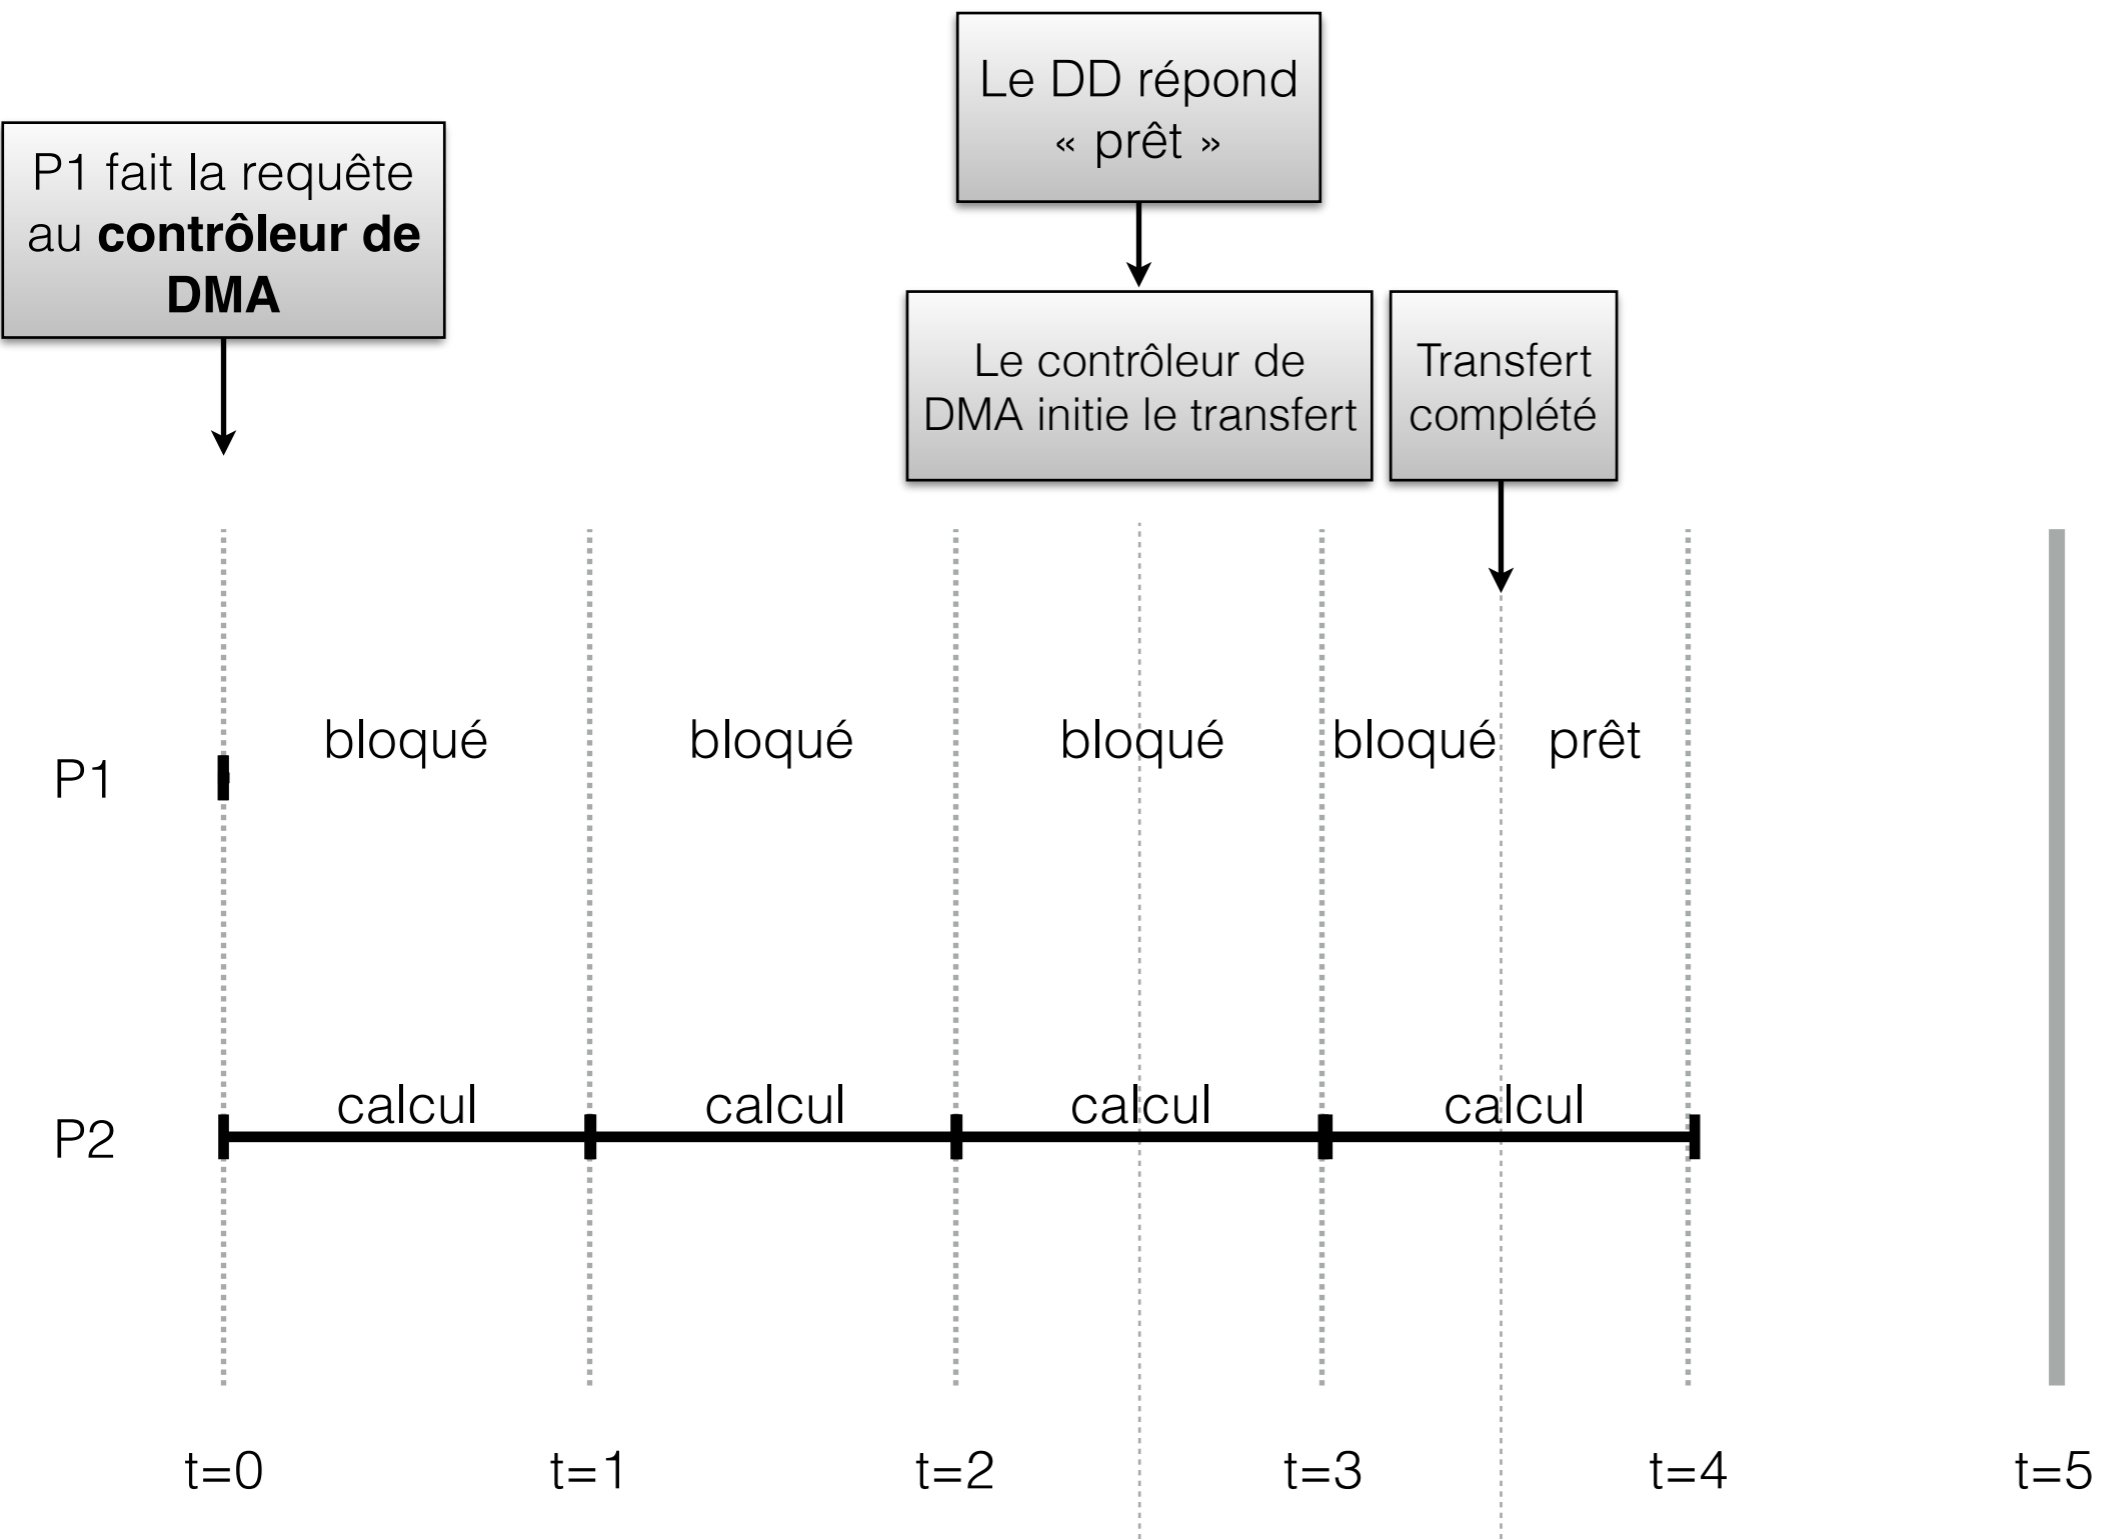 Le DD répond
« prêt »
P1 fait la requête
au contrôleur de
DMA
Le contrôleur de
DMA initie le transfert
Transfert
complété
bloqué
bloqué
bloqué
bloqué
prêt
P1
calcul
calcul
calcul
calcul
P2
t=0
t=1
t=2
t=3
t=4
t=5